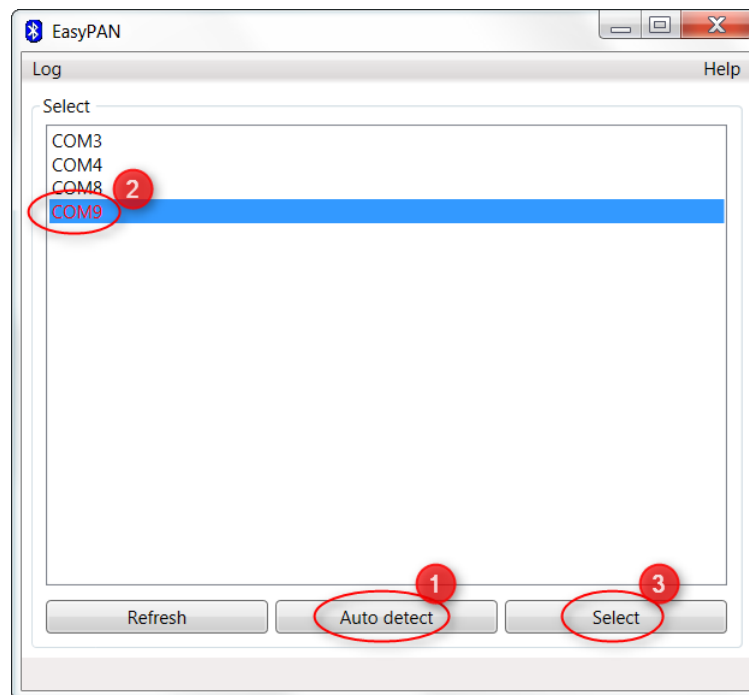 EasyPAN
Log Help
Select
COM3
COM4
COM8 2
COM9
1 3
Refresh Auto detect Select